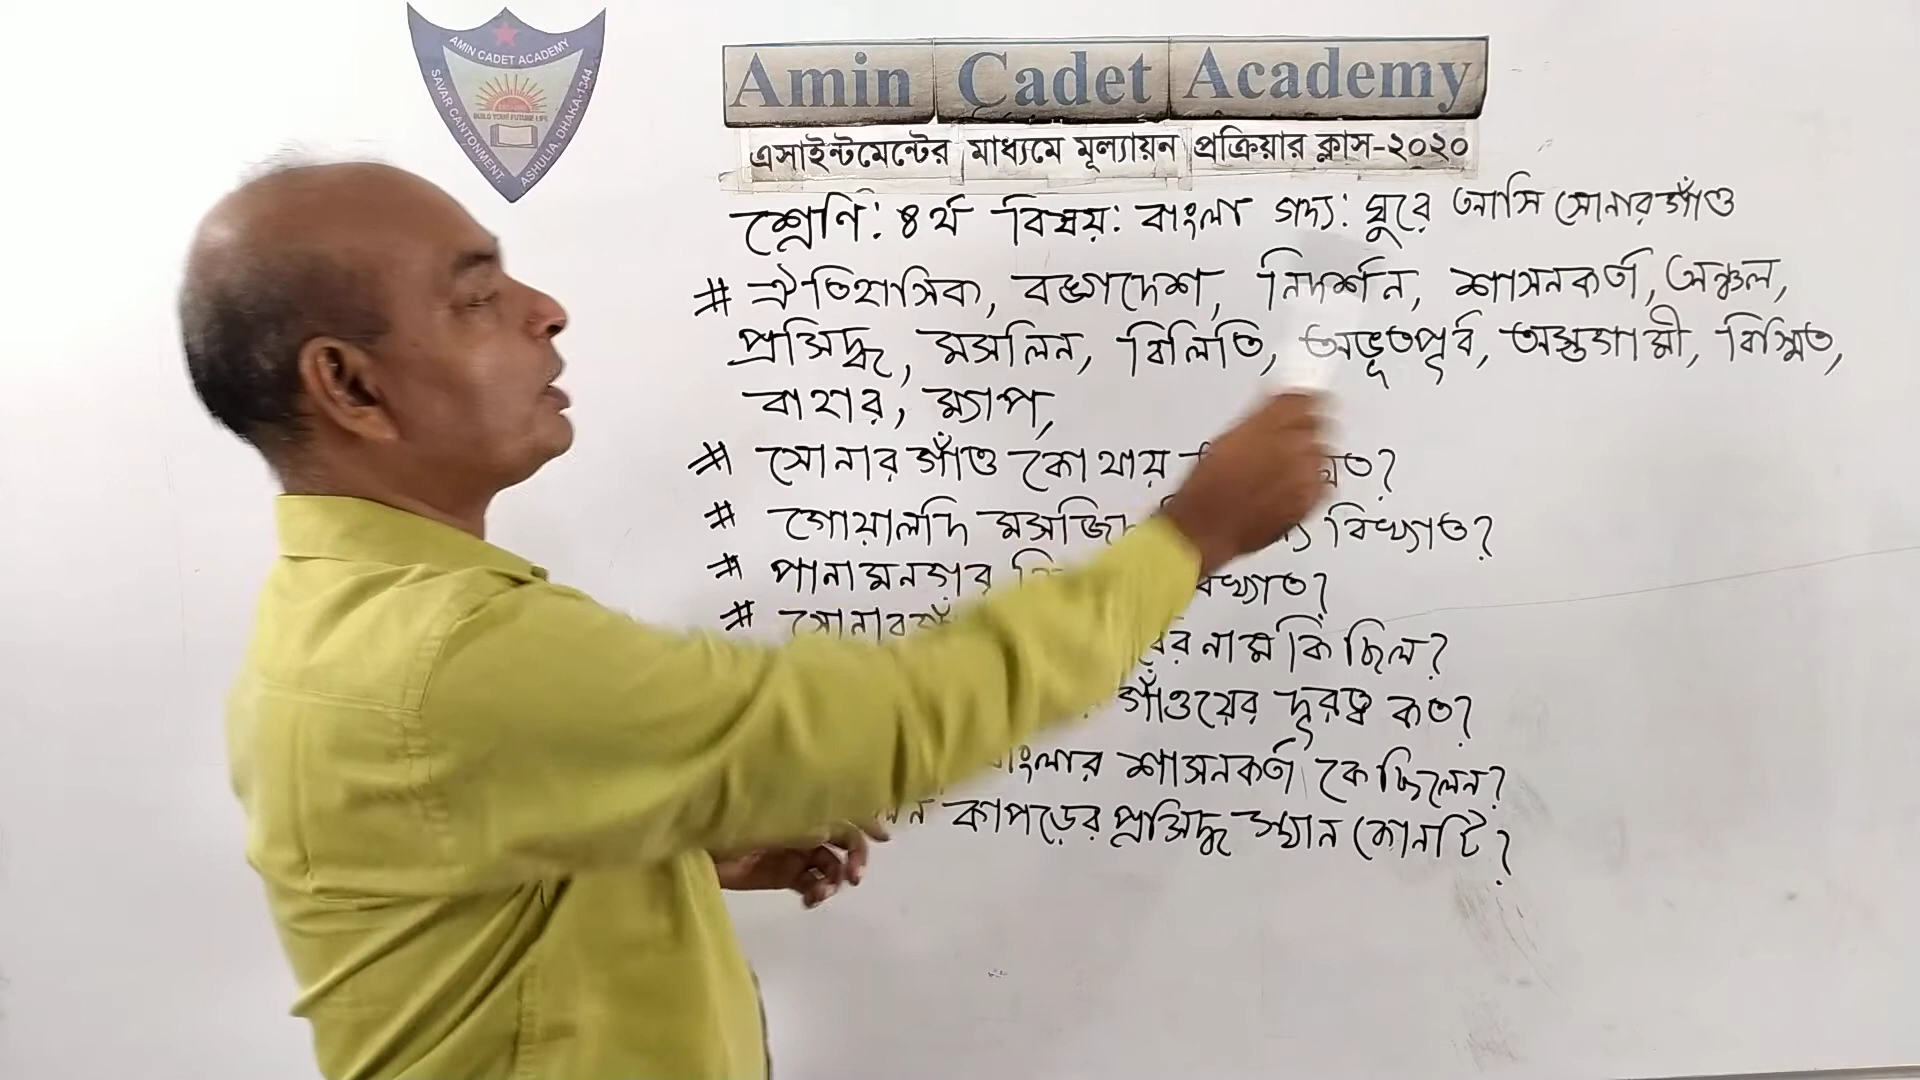 AMIN CADET ACADEMY
SAVAR CANTONMENT,
ASHULIA, DHAKA-1344
BUILD YOUR FUTURE LIFE
Amin Cadet Academy
এসাইন্টমেন্টের মাধ্যমে মূল্যায়ন প্রক্রিয়ার ক্লাস-২০২০
শ্রেণি: ৪র্থ বিষয়: বাংলা গদ্য: ঘুরে আসি সোনারগাঁও
# ঐতিহাসিক, বঙ্গদেশ, নিদর্শন, শাসনকর্তা, অঞ্চল,
প্রসিদ্ধ, মসলিন, বিলিতি, অভূতপূর্ব, অস্তগামী, বিস্মিত,
বাহার, ম্যাপ,
# সোনারগাঁও কোথায় ?
# গোয়ালদি বিখ্যাত?
# পানামনগর বিখ্যাত?
# নাম কি ছিল?
গাঁওয়ের দূরত্ব কত?
বাংলার শাসনকর্তা কে ছিলেন?
কাপড়ের প্রসিদ্ধ স্থান কোনটি?